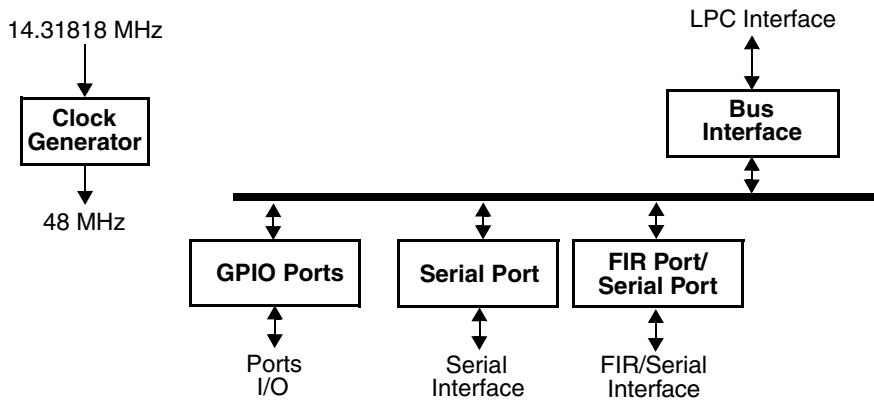 14.31818 MHz
Clock
Generator
48 MHz
LPC Interface
Bus
Interface
GPIO Ports
Serial Port
FIR Port/
Serial Port
Ports
I/O
Serial
Interface
FIR/Serial
Interface